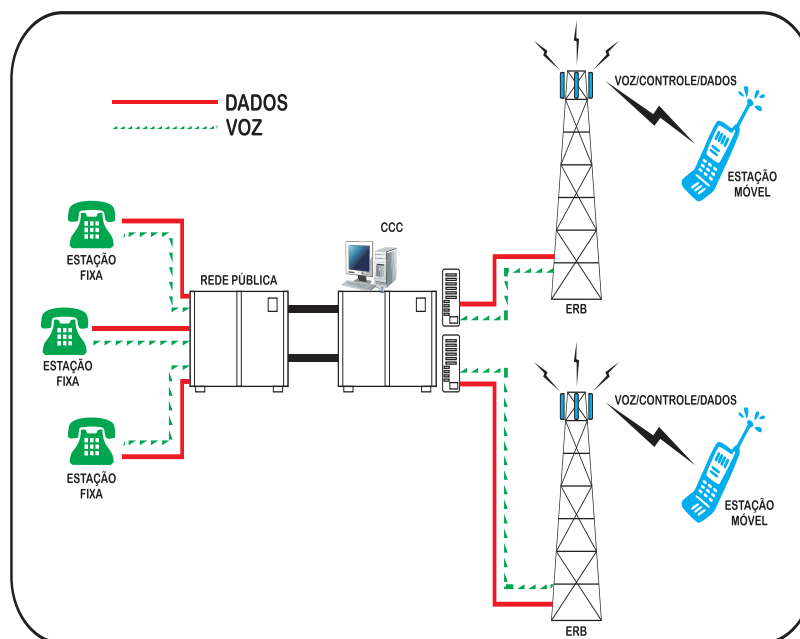 DADOS
VOZ
VOZ/CONTROLE/DADOS
ESTAÇÃO
MÓVEL
CCC
REDE PÚBLICA
ESTAÇÃO
FIXA
ESTAÇÃO
FIXA
ESTAÇÃO
FIXA
ERB
VOZ/CONTROLE/DADOS
ESTAÇÃO
MÓVEL
ERB